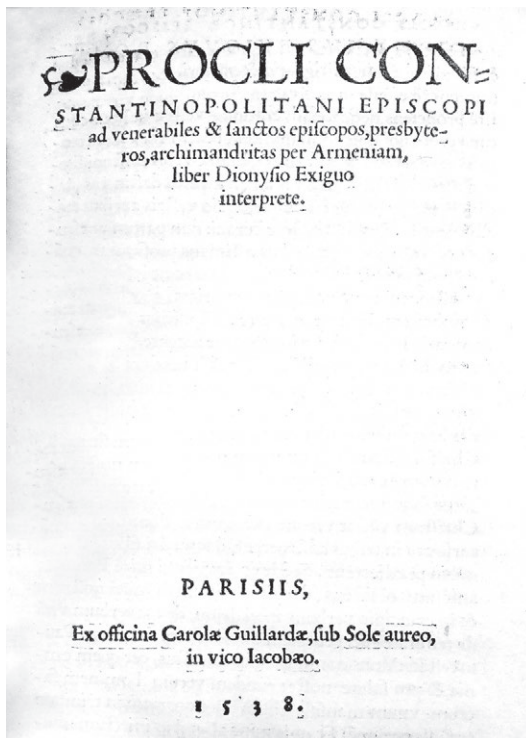 PROCLI CON=
STANTINOPOLITANI EPISCOPI
ad venerabiles & ſanctos epiſcopos, presbyte-
ros, archimandritas per Armeniam,
liber Dionyſio Exiguo
interprete.
PARISIIS,
Ex officina Carolæ Guillardæ, ſub Sole aureo,
in vico Iacobæo.
1538.